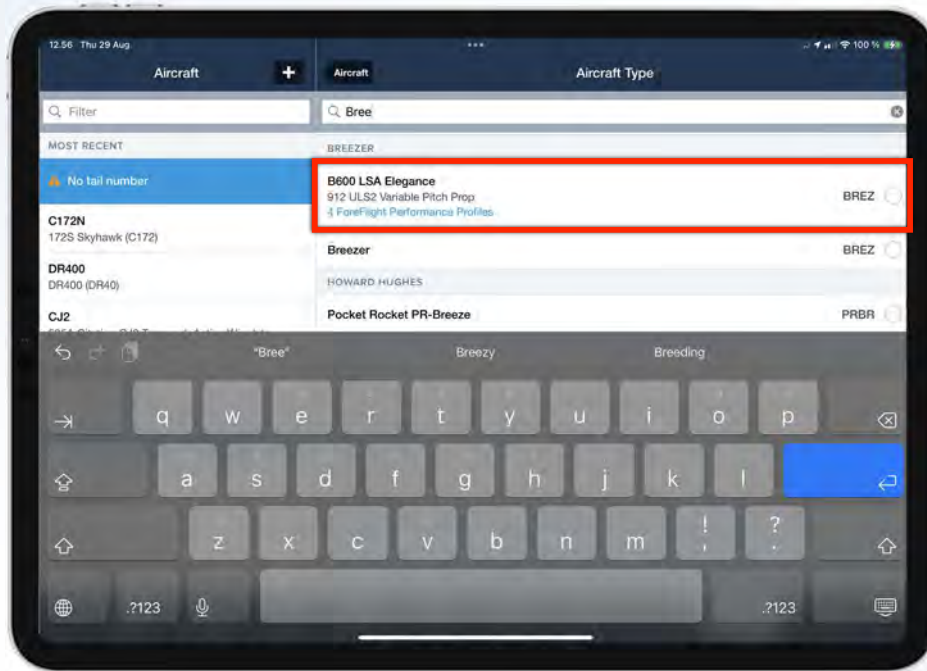 12.56 Thu 29 Aug
100 %
Aircraft
+
Aircraft
Aircraft Type
Filter
Bree
MOST RECENT
BREEZER
No tail number
B600 LSA Elegance
912 ULS2 Variable Pitch Prop
BREZ
4 ForeFlight Performance Profiles
C172N
172S Skyhawk (C172)
Breezer
BREZ
DR400
DR400 (DR40)
HOWARD HUGHES
CJ2
Pocket Rocket PR-Breeze
PRBR
"Bree"
Breezy
Breeding
q w e r t y u i o p
a s d f g h j k l
z x c v b n m ! , ? .
.?123
.?123